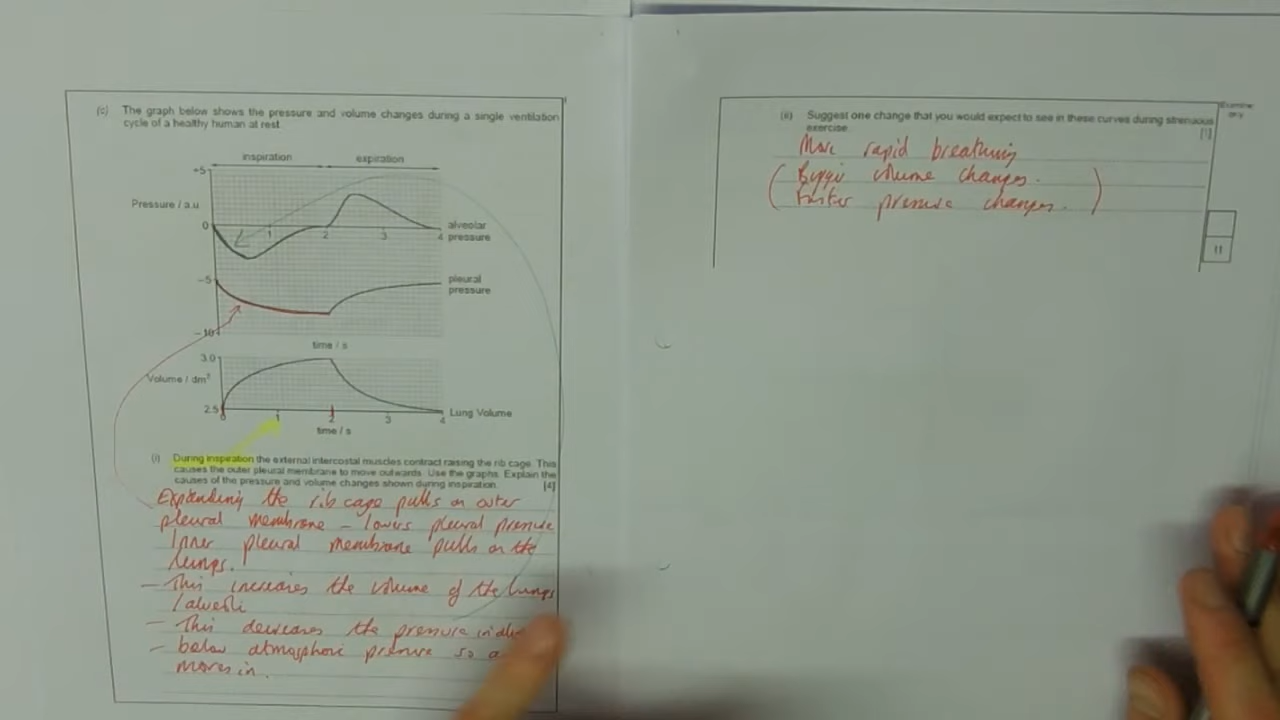 (c) The graph below shows the pressure and volume changes during a single ventilation
cycle of a healthy human at rest.
inspiration
expiration
+5
Pressure / a.u
0
1
2
3
4
alveolar
pressure
-5
pleural
pressure
-10
time / s
3.0
Volume / dm³
2.5
0
1
2
3
4
Lung Volume
time / s
(i) During inspiration the external intercostal muscles contract raising the rib cage. This
causes the outer pleural membrane to move outwards. Use the graphs. Explain the
causes of the pressure and volume changes shown during inspiration.
[4]
Expanding the rib cage pulls on outer
pleural membrane - lowers pleural pressure
Inner pleural membrane pulls on the
lungs.
- This increases the volume of the lungs
/ alveoli
- This decreases the pressure in
- below atmospheric pressure so
moves in.
(ii) Suggest one change that you would expect to see in these curves during strenuous
exercise.
[1]
Examiner
only
More rapid breathing
( Bigger volume changes. )
Faster pressure changes.
11